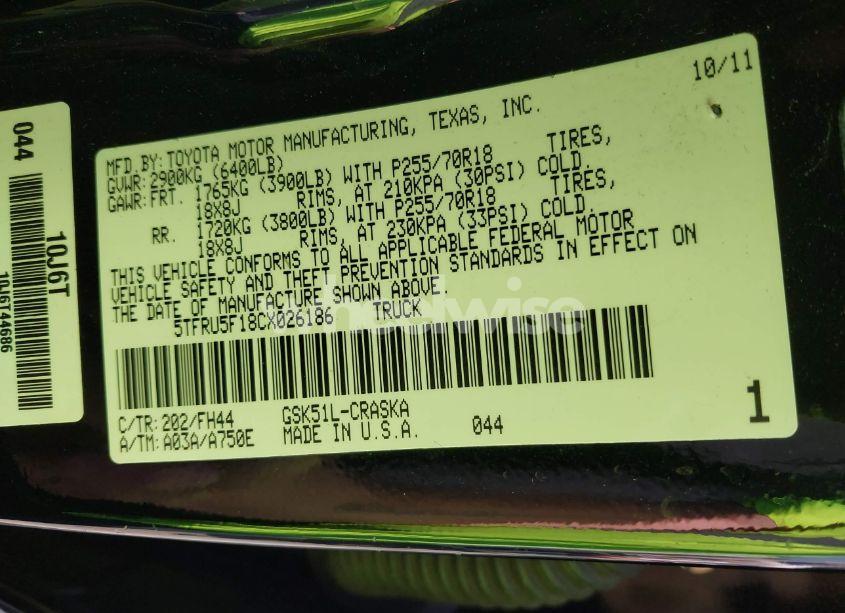 10/11
MFD. BY: TOYOTA MOTOR MANUFACTURING, TEXAS, INC.
GVWR: 2900KG (6400LB)
GAWR: FRT. 1765KG (3900LB) WITH P255/70R18 TIRES,
18X8J RIMS, AT 210KPA (30PSI) COLD.
RR. 1720KG (3800LB) WITH P255/70R18 TIRES,
18X8J RIMS, AT 230KPA (33PSI) COLD.
THIS VEHICLE CONFORMS TO ALL APPLICABLE FEDERAL MOTOR
VEHICLE SAFETY AND THEFT PREVENTION STANDARDS IN EFFECT ON
THE DATE OF MANUFACTURE SHOWN ABOVE.
5TFRU5F18CX026186 TRUCK
C/TR: 202/FH44 GSK51L-CRASKA
A/TM: A03A/A750E MADE IN U.S.A. 044
1
044
10J6T
10J6T44686